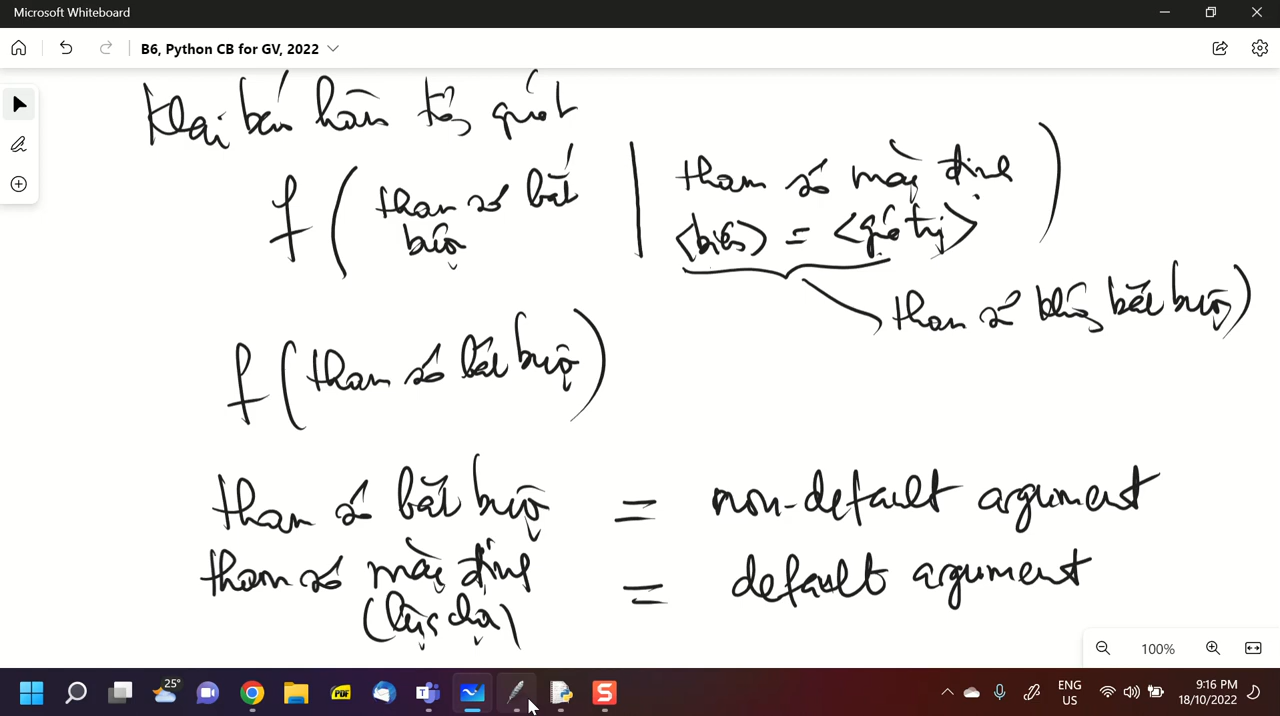 Microsoft Whiteboard
B6, Python CB for GV, 2022
Khai báo hàm tổng quát
f ( tham số bắt buộc | tham số mặc định
<biến> = <giá trị> )
tham số không bắt buộc)
f (tham số bắt buộc)
tham số bắt buộc = non-default argument
tham số mặc định = default argument
100%
25°
PDF
S
ENG
US
9:16 PM
18/10/2022